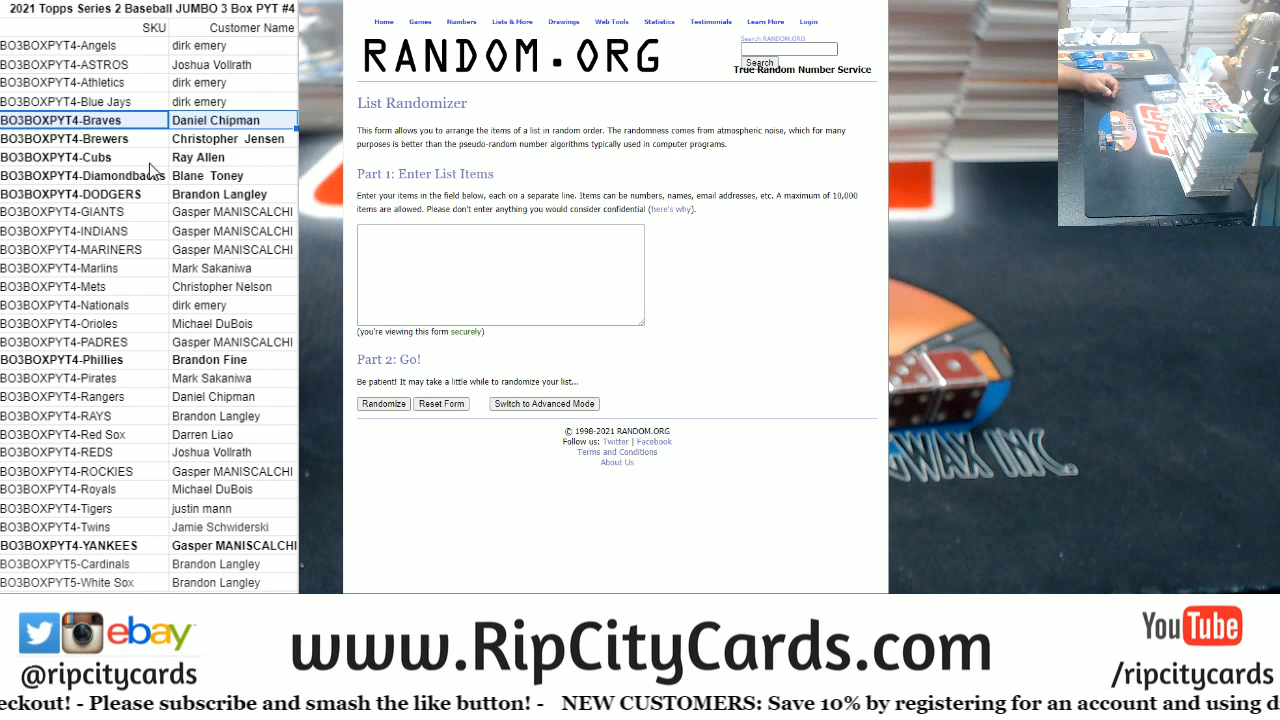 2021 Topps Series 2 Baseball JUMBO 3 Box PYT #4
SKU Customer Name
BO3BOXPYT4-Angels dirk emery
BO3BOXPYT4-ASTROS Joshua Vollrath
BO3BOXPYT4-Athletics dirk emery
BO3BOXPYT4-Blue Jays dirk emery
BO3BOXPYT4-Braves Daniel Chipman
BO3BOXPYT4-Brewers Christopher Jensen
BO3BOXPYT4-Cubs Ray Allen
BO3BOXPYT4-Diamondbacks Blane Toney
BO3BOXPYT4-DODGERS Brandon Langley
BO3BOXPYT4-GIANTS Gasper MANISCALCHI
BO3BOXPYT4-INDIANS Gasper MANISCALCHI
BO3BOXPYT4-MARINERS Gasper MANISCALCHI
BO3BOXPYT4-Marlins Mark Sakaniwa
BO3BOXPYT4-Mets Christopher Nelson
BO3BOXPYT4-Nationals dirk emery
BO3BOXPYT4-Orioles Michael DuBois
BO3BOXPYT4-PADRES Gasper MANISCALCHI
BO3BOXPYT4-Phillies Brandon Fine
BO3BOXPYT4-Pirates Mark Sakaniwa
BO3BOXPYT4-Rangers Daniel Chipman
BO3BOXPYT4-RAYS Brandon Langley
BO3BOXPYT4-Red Sox Darren Liao
BO3BOXPYT4-REDS Joshua Vollrath
BO3BOXPYT4-ROCKIES Gasper MANISCALCHI
BO3BOXPYT4-Royals Michael DuBois
BO3BOXPYT4-Tigers justin mann
BO3BOXPYT4-Twins Jamie Schwiderski
BO3BOXPYT4-YANKEES Gasper MANISCALCHI
BO3BOXPYT5-Cardinals Brandon Langley
BO3BOXPYT5-White Sox Brandon Langley
Home Games Numbers Lists & More Drawings Web Tools Statistics Testimonials Learn More Login
RANDOM.ORG
Search RANDOM.ORG
Search
True Random Number Service
List Randomizer
This form allows you to arrange the items of a list in random order. The randomness comes from atmospheric noise, which for many
purposes is better than the pseudo-random number algorithms typically used in computer programs.
Part 1: Enter List Items
Enter your items in the field below, each on a separate line. Items can be numbers, names, email addresses, etc. A maximum of 10,000
items are allowed. Please don't enter anything you would consider confidential (here's why).
(you're viewing this form securely)
Part 2: Go!
Be patient! It may take a little while to randomize your list...
Randomize Reset Form Switch to Advanced Mode
© 1998-2021 RANDOM.ORG
Follow us: Twitter | Facebook
Terms and Conditions
About Us
WAX INC.
ebay
@ripcitycards
www.RipCityCards.com
YouTube
/ripcitycards
eckout! - Please subscribe and smash the like button! - NEW CUSTOMERS: Save 10% by registering for an account and using d